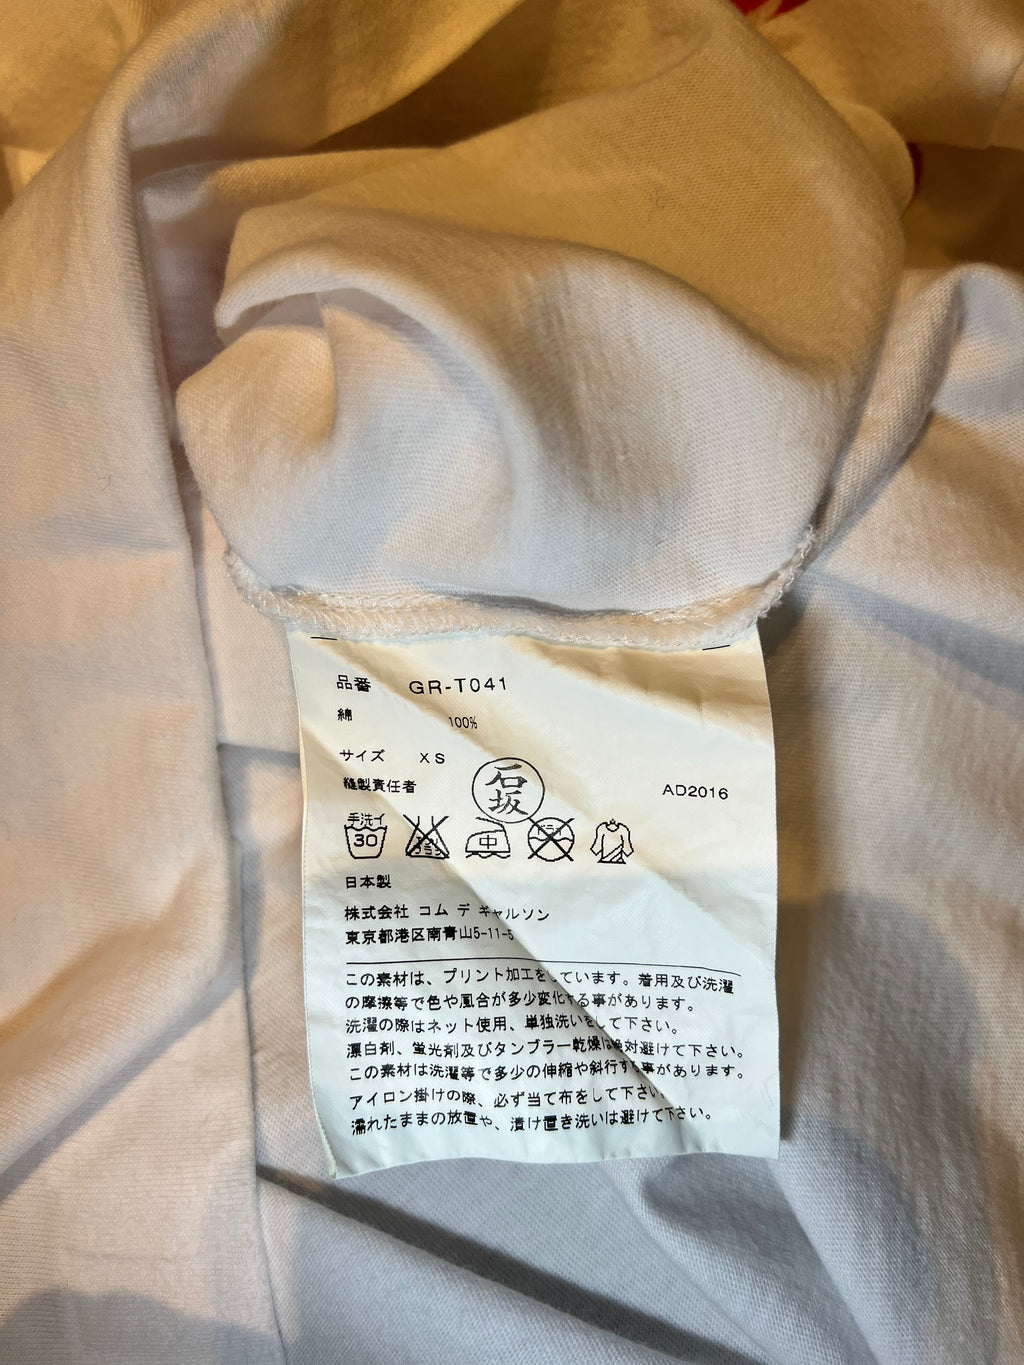 品番 GR-T041
綿 100%
サイズ XS
縫製責任者 石坂 AD2016
手洗イ 30 中 ドライ
日本製
株式会社 コム デ ギャルソン
東京都港区南青山5-11-5
この素材は、プリント加工をしています。着用及び洗濯
の摩擦等で色や風合が多少変化する事があります。
洗濯の際はネット使用、単独洗いをして下さい。
漂白剤、蛍光剤及びタンブラー乾燥は絶対避けて下さい。
この素材は洗濯等で多少の伸縮や斜行する事があります。
アイロン掛けの際、必ず当て布をして下さい。
濡れたままの放置や、漬け置き洗いは避けて下さい。